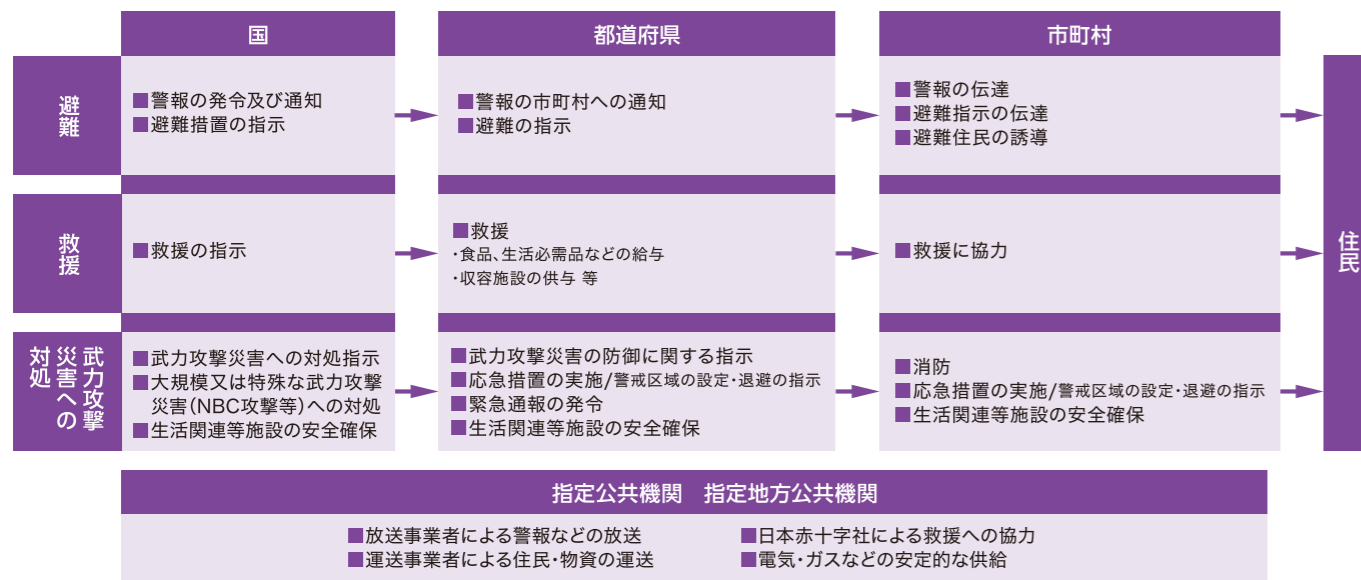 国
都道府県
市町村
避難
■警報の発令及び通知
■避難措置の指示
■警報の市町村への通知
■避難の指示
■警報の伝達
■避難指示の伝達
■避難住民の誘導
救援
■救援の指示
■救援
・食品、生活必需品などの給与
・収容施設の供与 等
■救援に協力
武力攻撃
災害への
対処
■武力攻撃災害への対処指示
■大規模又は特殊な武力攻撃
災害(NBC攻撃等)への対処
■生活関連等施設の安全確保
■武力攻撃災害の防御に関する指示
■応急措置の実施/警戒区域の設定・退避の指示
■緊急通報の発令
■生活関連等施設の安全確保
■消防
■応急措置の実施/警戒区域の設定・退避の指示
■生活関連等施設の安全確保
住民
指定公共機関　指定地方公共機関
■放送事業者による警報などの放送
■運送事業者による住民・物資の運送
■日本赤十字社による救援への協力
■電気・ガスなどの安定的な供給